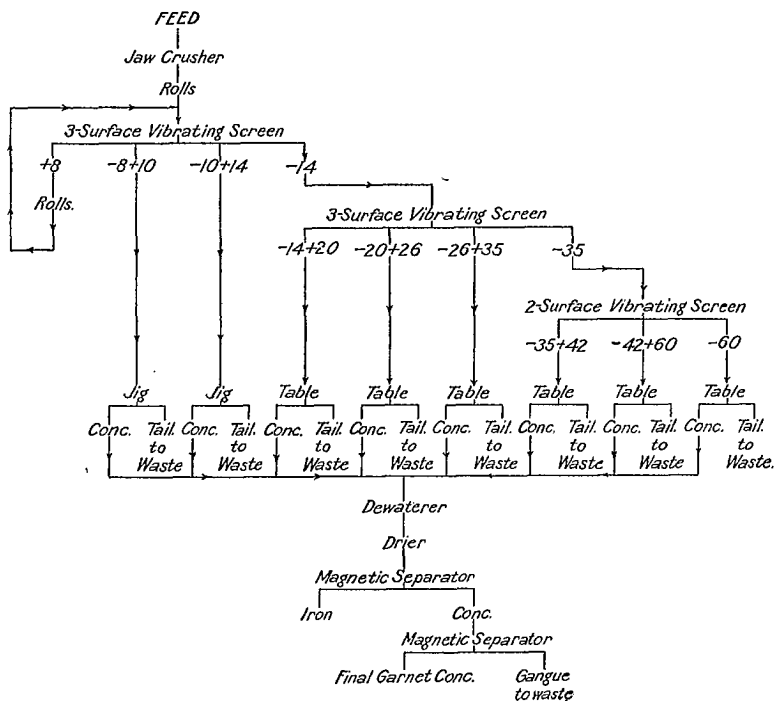 FEED
Jaw Crusher
Rolls
3-Surface Vibrating Screen
+8 -8+10 -10+14 -14
Rolls.
3-Surface Vibrating Screen
-14+20 -20+26 -26+35 -35
2-Surface Vibrating Screen
-35+42 -42+60 -60
Jig Jig Table Table Table Table Table Table
Conc. Tail. Conc. Tail. Conc. Tail. Conc. Tail. Conc. Tail. Conc. Tail. Conc. Tail. Conc. Tail.
to to to to to to to to
Waste Waste Waste Waste Waste Waste Waste Waste.
Dewaterer
Drier
Magnetic Separator
Iron Conc.
Magnetic Separator
Final Garnet Conc. Gangue
to waste